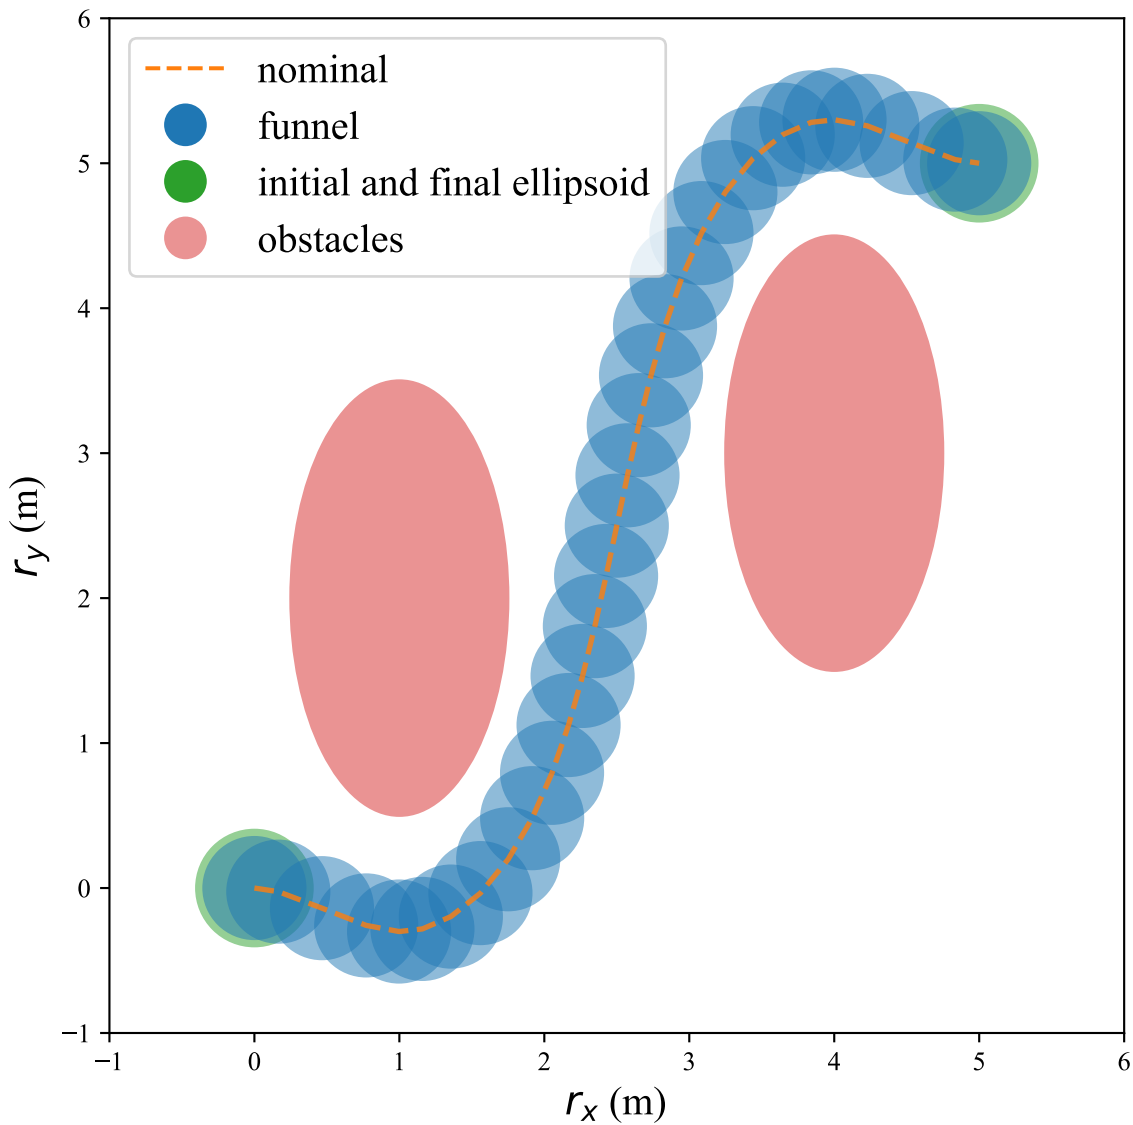 6
nominal
funnel
5
initial and final ellipsoid
obstacles
4
3
r_y (m)
2
1
0
−1
−1 0 1 2 3 4 5 6
r_x (m)